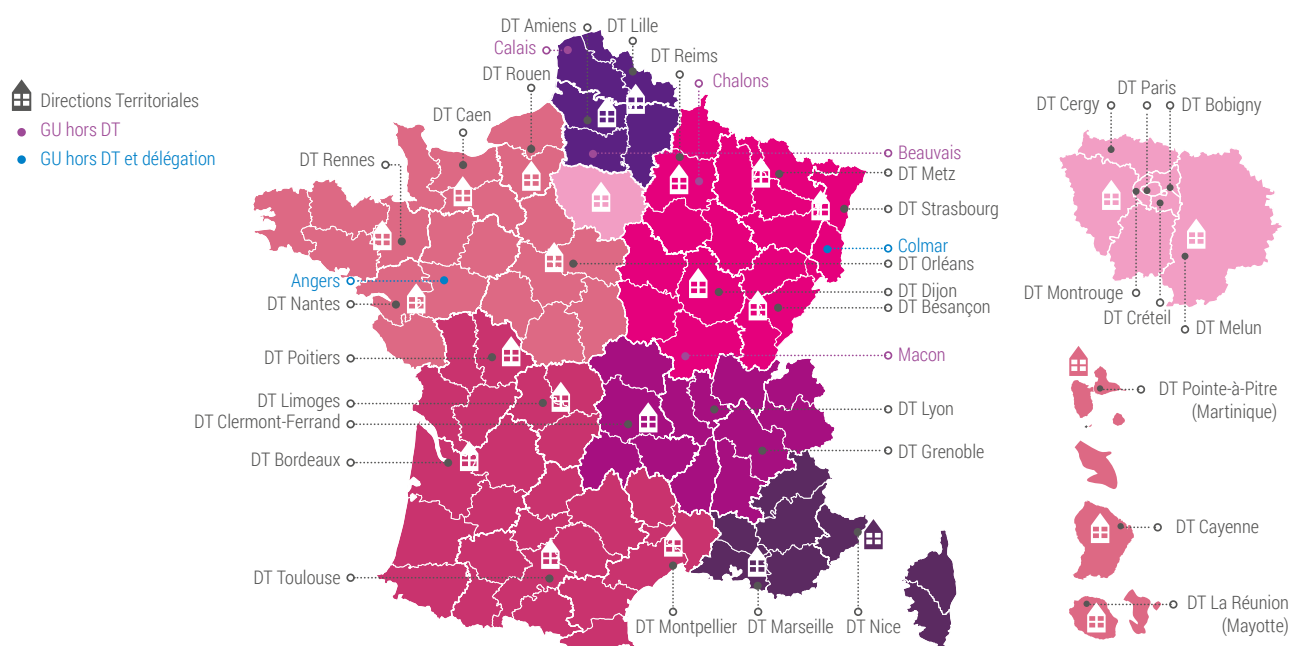 DT Amiens
DT Lille
Calais
DT Reims
DT Rouen
Chalons
Directions Territoriales
GU hors DT
GU hors DT et délégation
DT Caen
DT Rennes
Beauvais
DT Metz
DT Strasbourg
Colmar
DT Orléans
Angers
DT Nantes
DT Dijon
DT Besançon
DT Poitiers
Macon
DT Limoges
DT Clermont-Ferrand
DT Lyon
DT Bordeaux
DT Grenoble
DT Toulouse
DT Montpellier
DT Marseille
DT Nice
DT Paris
DT Cergy
DT Bobigny
DT Montrouge
DT Créteil
DT Melun
DT Pointe-à-Pitre
(Martinique)
DT Cayenne
DT La Réunion
(Mayotte)